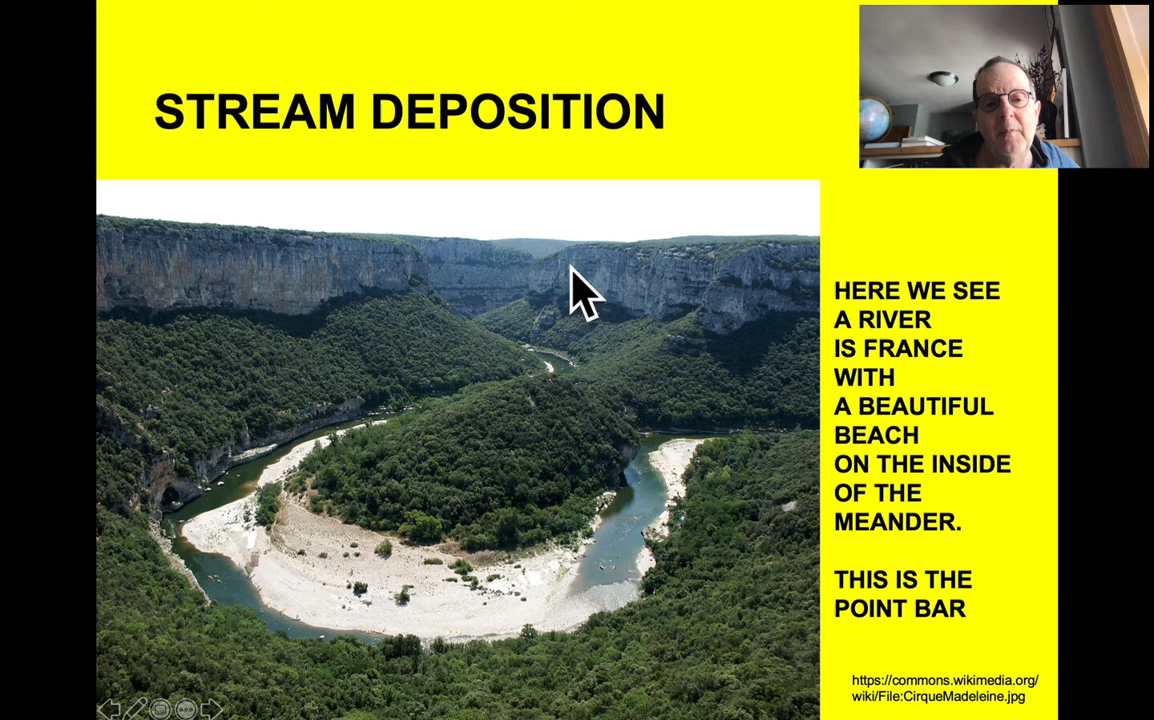 STREAM DEPOSITION
HERE WE SEE
A RIVER
IS FRANCE
WITH
A BEAUTIFUL
BEACH
ON THE INSIDE
OF THE
MEANDER.
THIS IS THE
POINT BAR
https://commons.wikimedia.org/
wiki/File:CirqueMadeleine.jpg